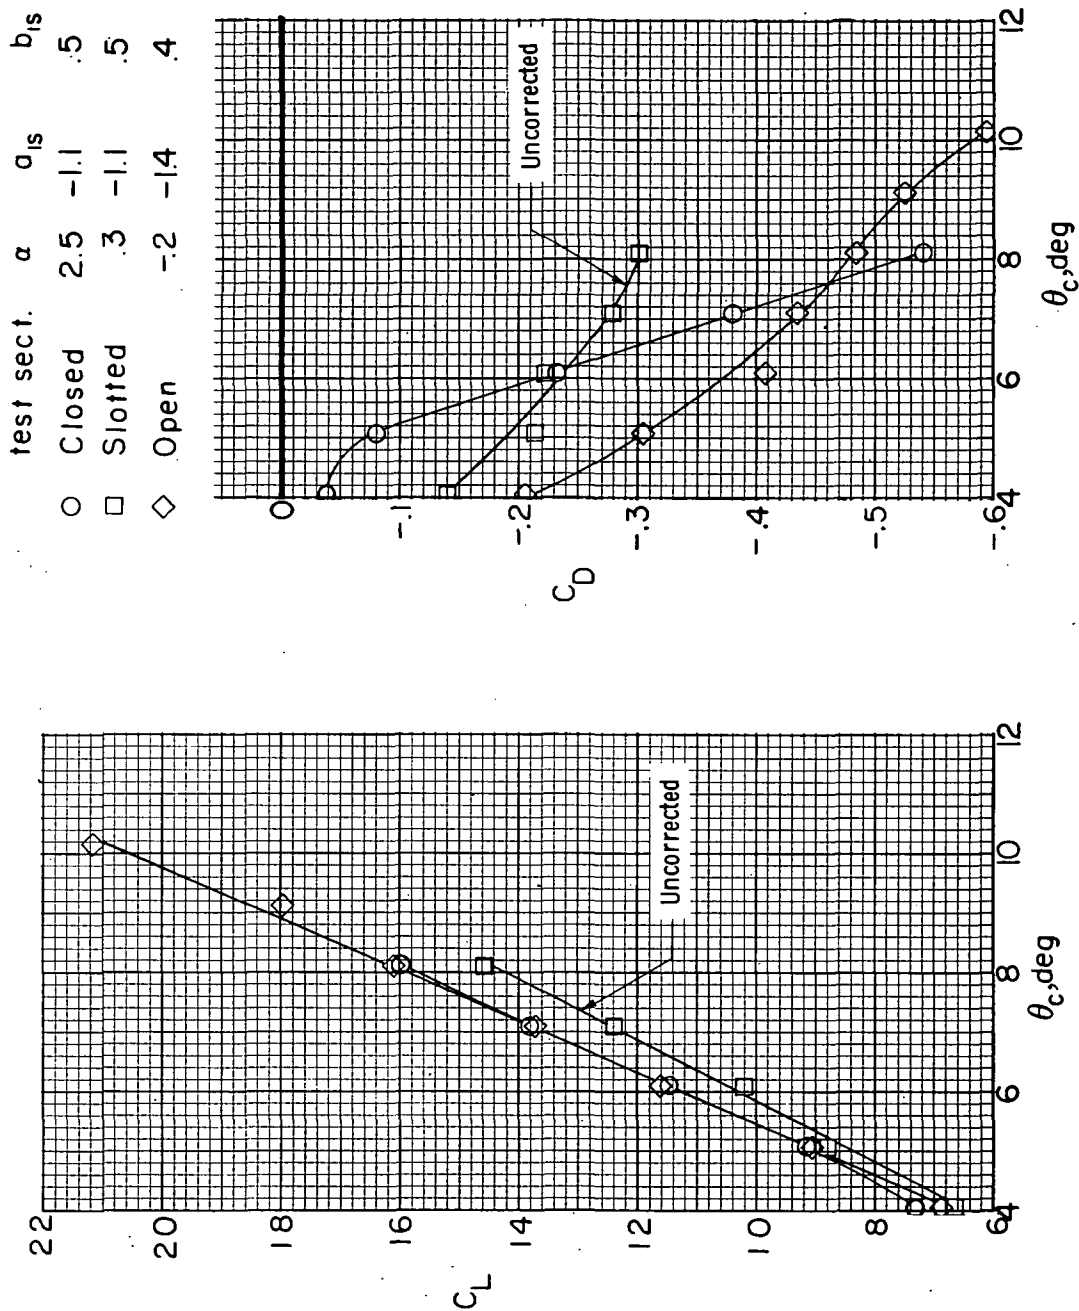 test sect. α a₁s b₁s
○ Closed 2.5 -1.1 .5
□ Slotted .3 -1.1 .5
◇ Open -.2 -1.4 .4
0
-.1
-.2
-.3
-.4
-.5
-.6
C_D
Uncorrected
4 6 8 10 12
θc,deg
22
20
18
16
14
12
10
8
6
C_L
Uncorrected
4 6 8 10 12
θc,deg